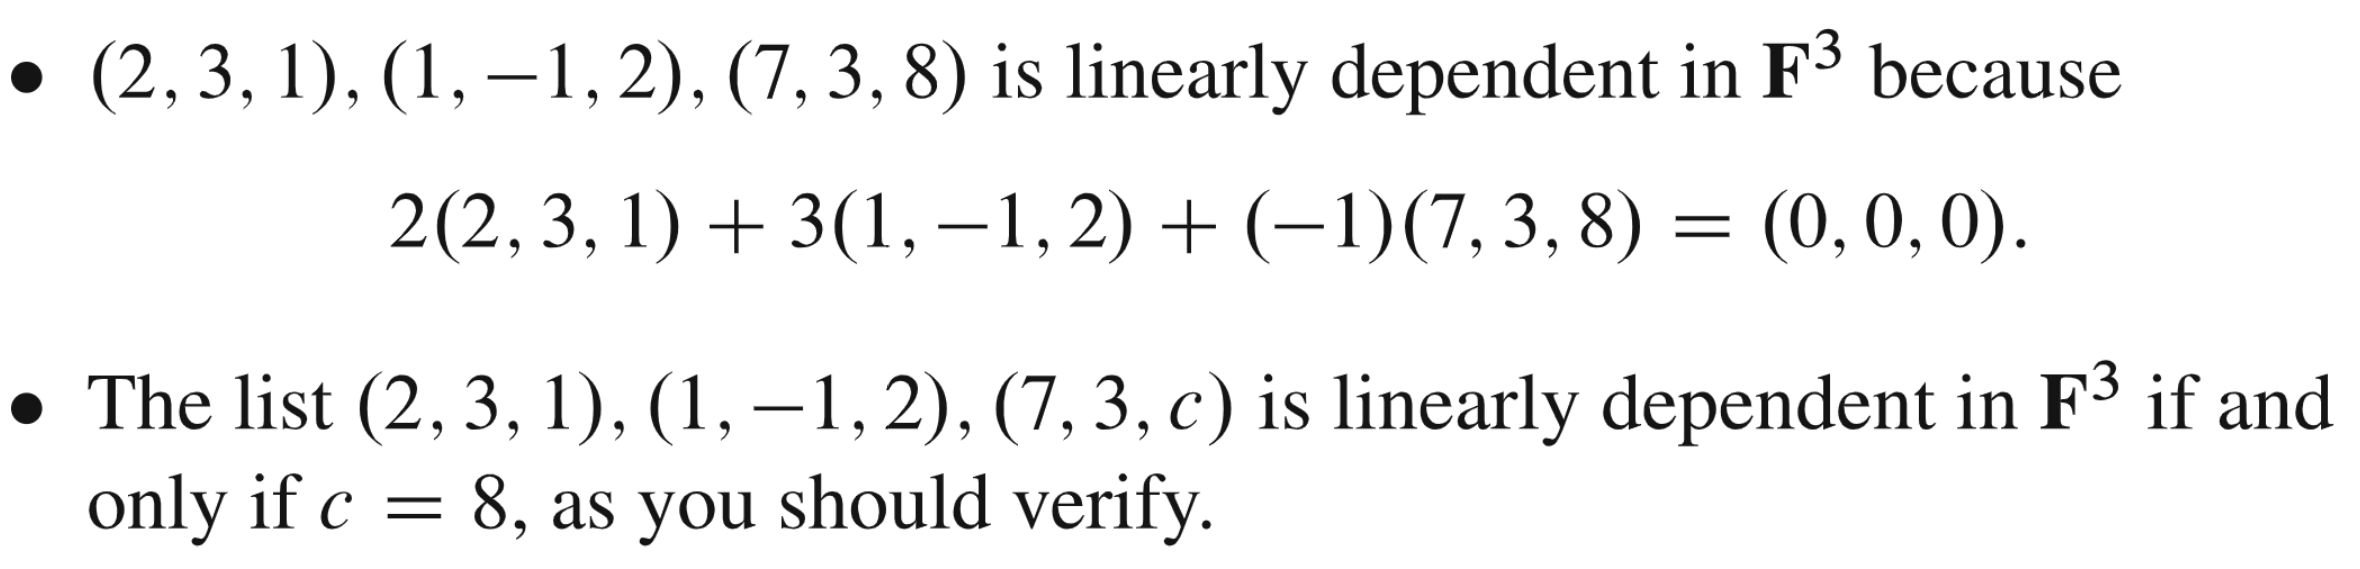 • (2, 3, 1), (1, −1, 2), (7, 3, 8) is linearly dependent in F³ because
2(2, 3, 1) + 3(1, −1, 2) + (−1)(7, 3, 8) = (0, 0, 0).
• The list (2, 3, 1), (1, −1, 2), (7, 3, c) is linearly dependent in F³ if and
only if c = 8, as you should verify.